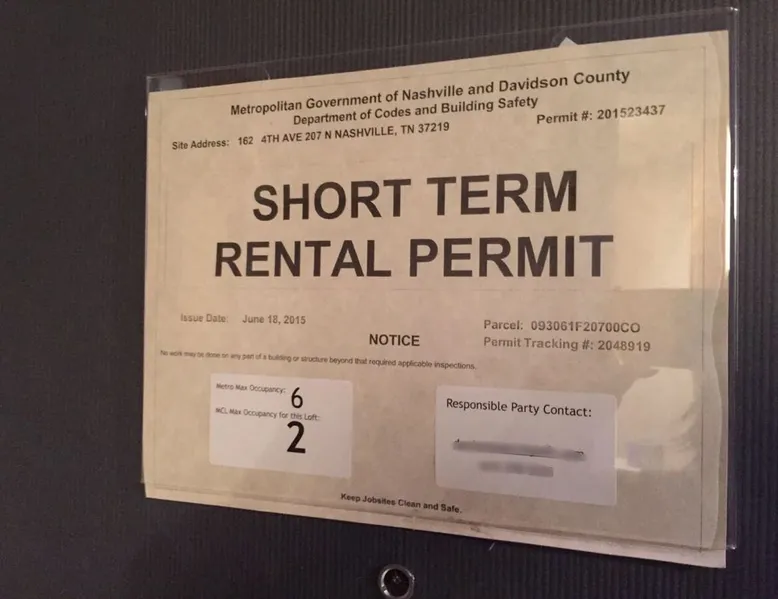 Metropolitan Government of Nashville and Davidson County
Department of Codes and Building Safety
Site Address: 162 4TH AVE 207 N NASHVILLE, TN 37219
Permit #: 201523437
SHORT TERM
RENTAL PERMIT
Issue Date: June 18, 2015
Parcel: 093061F20700CO
NOTICE
Permit Tracking #: 2048919
No work may be done on any part of a building or structure beyond that required applicable inspections.
Metro Max Occupancy: 6
MCL Max Occupancy for this Loft:
2
Responsible Party Contact:
Keep Jobsites Clean and Safe.